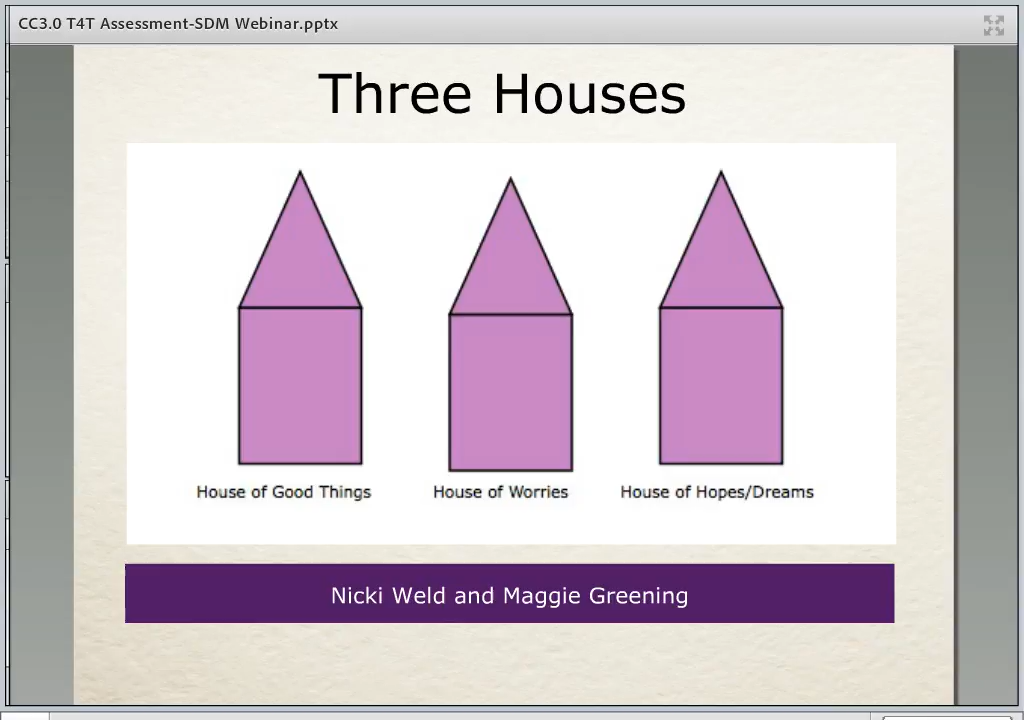 CC3.0 T4T Assessment-SDM Webinar.pptx
Three Houses
House of Good Things
House of Worries
House of Hopes/Dreams
Nicki Weld and Maggie Greening